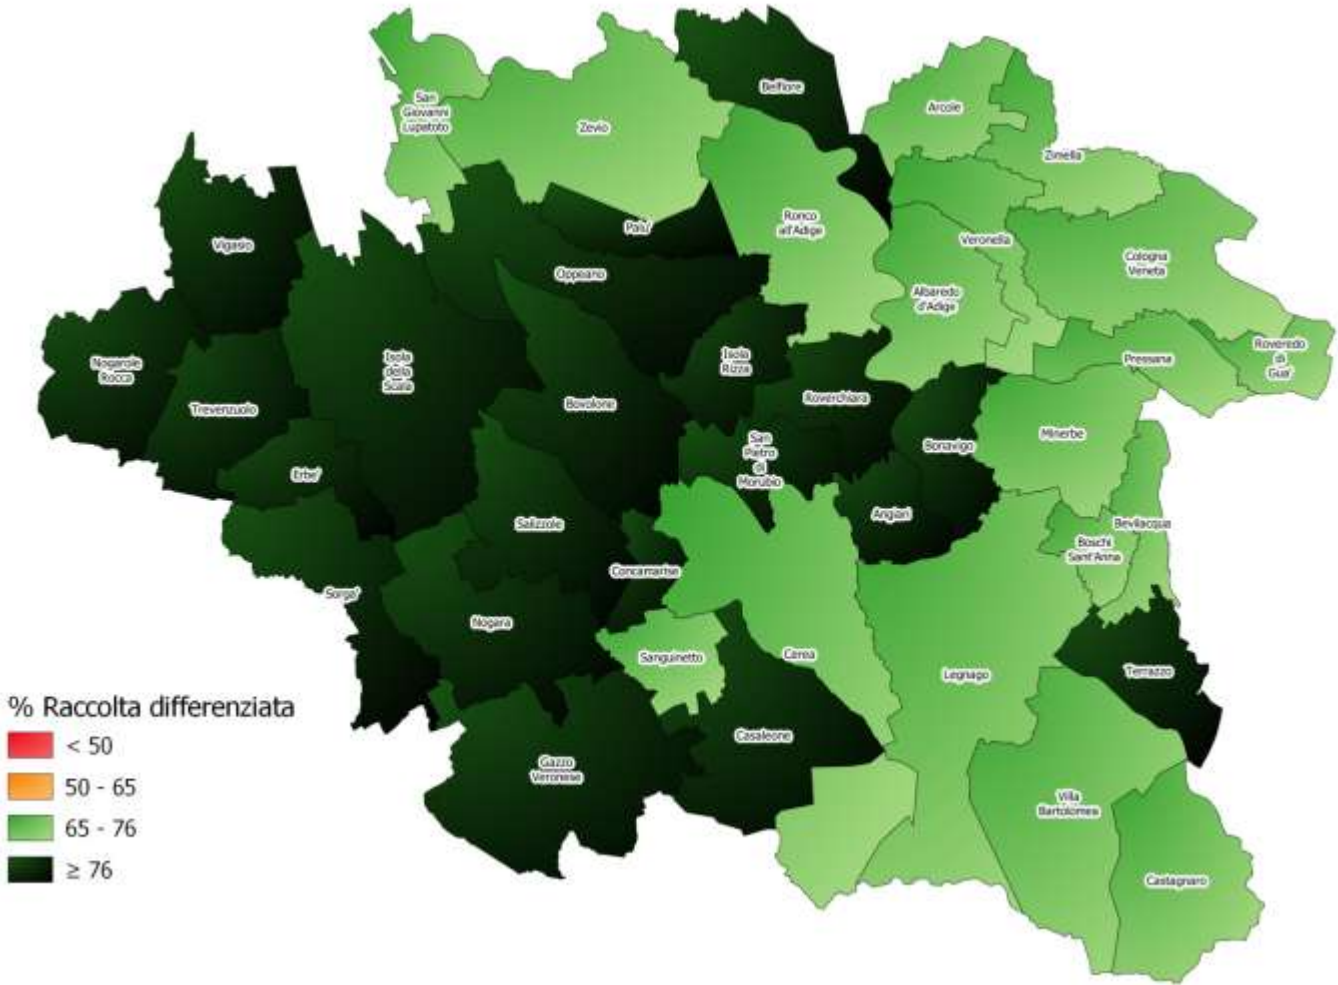 Belfiore
San
Giovanni
Lupatoto
Arcole
Zevio
Zimella
Ronco
all'Adige
Palu'
Vigasio
Veronella
Cologna
Veneta
Oppeano
Albaredo
d'Adige
Roveredo
di
Gua'
Pressana
Isola
Rizza
Isola
della
Scala
Nogarole
Rocca
Roverchiara
Bovolone
Trevenzuolo
Minerbe
San
Pietro
di
Morubio
Bonavigo
Erbe'
Angiari
Salizzole
Bevilacqua
Boschi
Sant'Anna
Concamarise
Sorga'
Nogara
Cerea
Sanguinetto
Terrazzo
Legnago
Casaleone
Gazzo
Veronese
Villa
Bartolomea
Castagnaro
% Raccolta differenziata
< 50
50 - 65
65 - 76
≥ 76